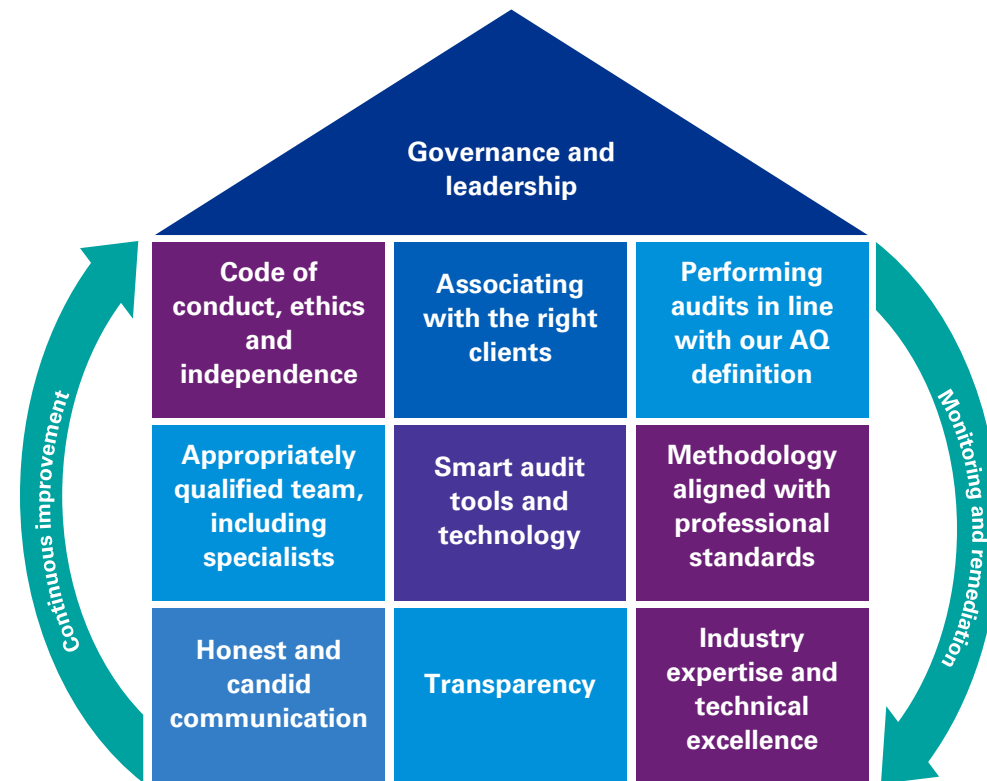 Governance and
leadership
Code of
conduct, ethics
and
independence
Associating
with the right
clients
Performing
audits in line
with our AQ
definition
Appropriately
qualified team,
including
specialists
Smart audit
tools and
technology
Methodology
aligned with
professional
standards
Honest and
candid
communication
Transparency
Industry
expertise and
technical
excellence
Continuous improvement
Monitoring and remediation